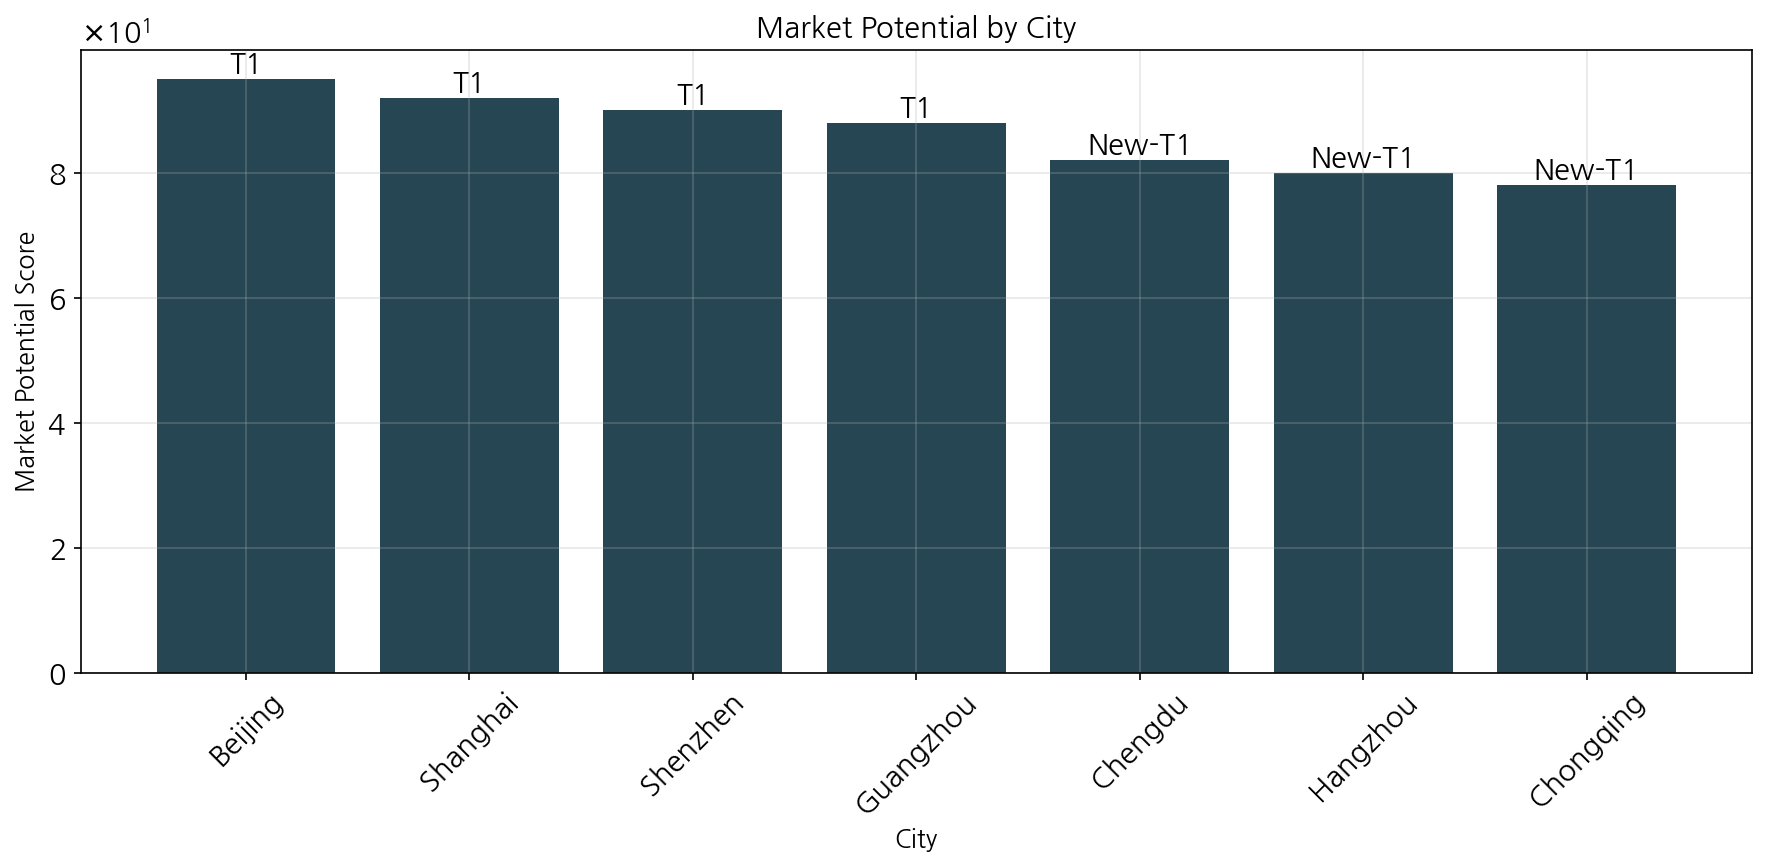 Market Potential by City
×10¹
T1
T1
T1
T1
New-T1
New-T1
New-T1
8
6
4
2
0
Market Potential Score
Beijing
Shanghai
Shenzhen
Guangzhou
Chengdu
Hangzhou
Chongqing
City